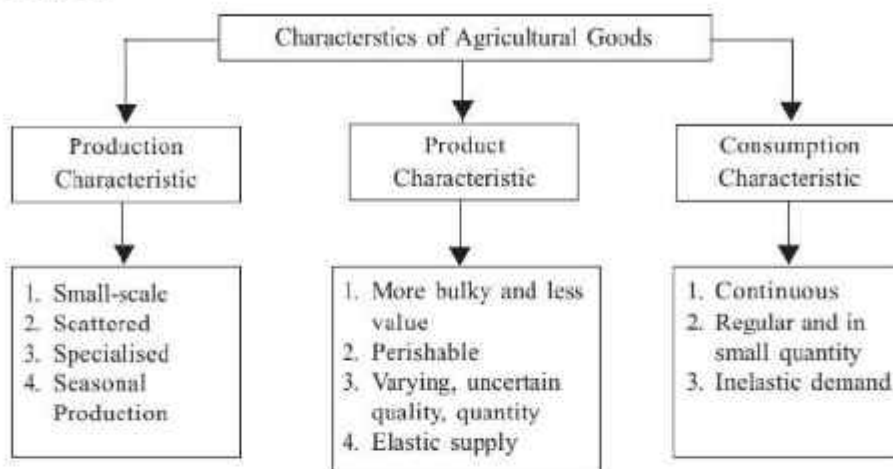 Characterstics of Agricultural Goods
Production
Characteristic
Product
Characteristic
Consumption
Characteristic
1. Small-scale
2. Scattered
3. Specialised
4. Seasonal
Production
1. More bulky and less
value
2. Perishable
3. Varying, uncertain
quality, quantity
4. Elastic supply
1. Continuous
2. Regular and in
small quantity
3. Inelastic demand